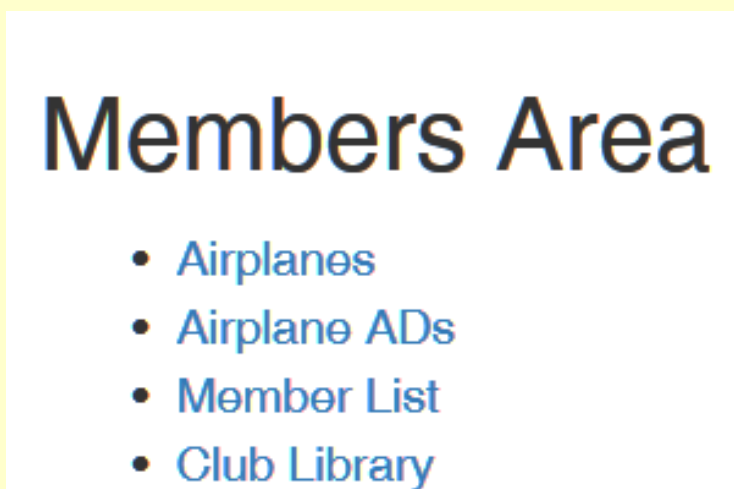 Members Area
• Airplanes
• Airplane ADs
• Member List
• Club Library